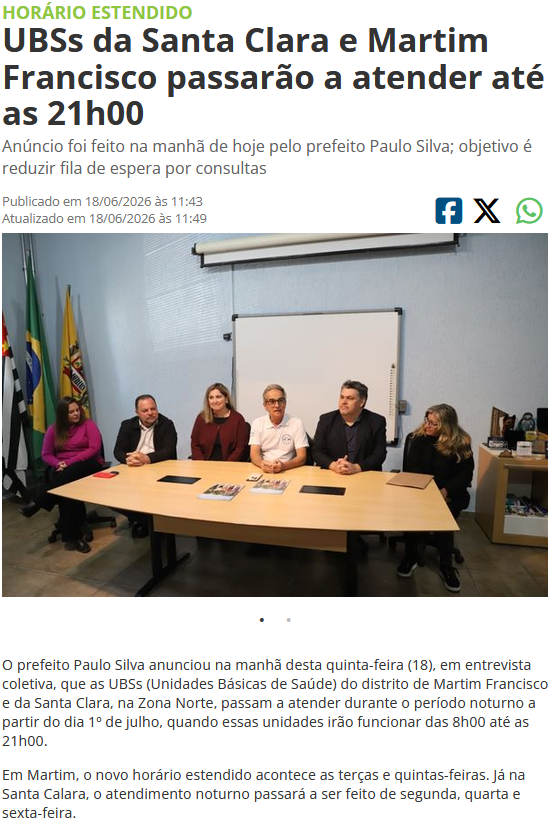 HORÁRIO ESTENDIDO
UBSs da Santa Clara e Martim
Francisco passarão a atender até
as 21h00
Anúncio foi feito na manhã de hoje pelo prefeito Paulo Silva; objetivo é
reduzir fila de espera por consultas
Publicado em 18/06/2026 às 11:43
Atualizado em 18/06/2026 às 11:49
O prefeito Paulo Silva anunciou na manhã desta quinta-feira (18), em entrevista
coletiva, que as UBSs (Unidades Básicas de Saúde) do distrito de Martim Francisco
e da Santa Clara, na Zona Norte, passam a atender durante o período noturno a
partir do dia 1º de julho, quando essas unidades irão funcionar das 8h00 até as
21h00.
Em Martim, o novo horário estendido acontece as terças e quintas-feiras. Já na
Santa Calara, o atendimento noturno passará a ser feito de segunda, quarta e
sexta-feira.